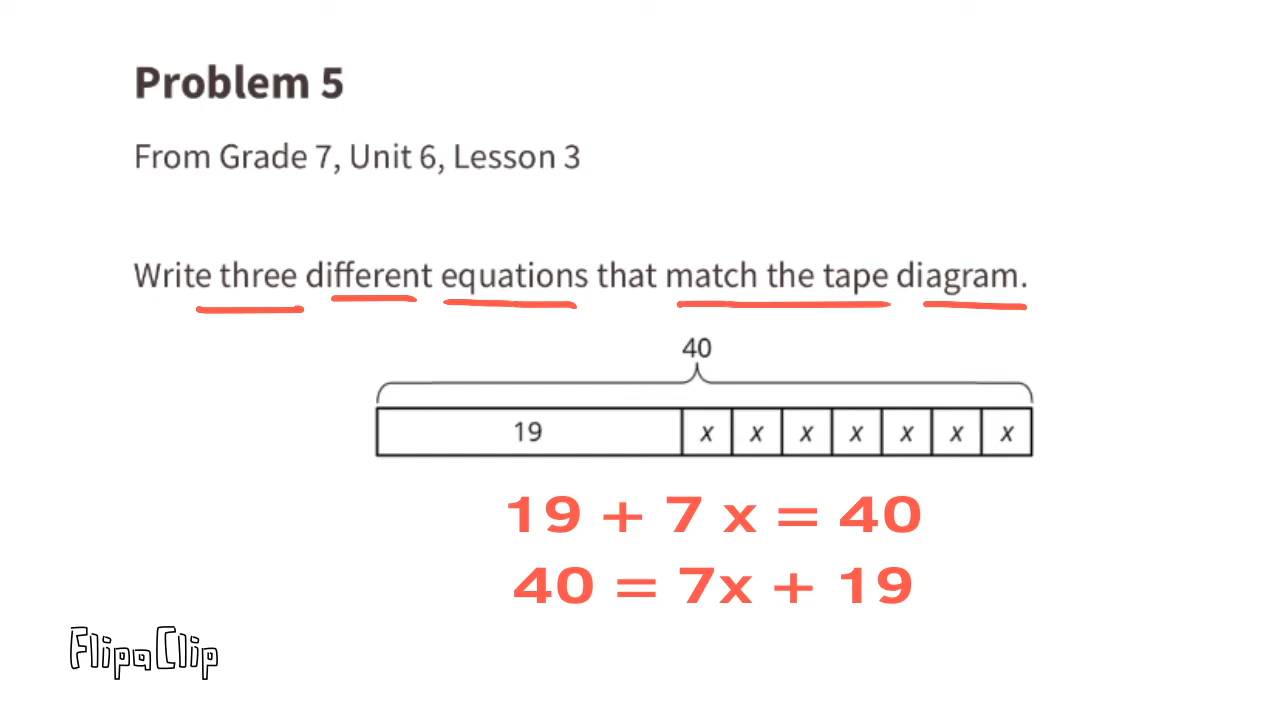 Problem 5
From Grade 7, Unit 6, Lesson 3
Write three different equations that match the tape diagram.
40
19 x x x x x x x
19 + 7 x = 40
40 = 7x + 19
FlipaClip